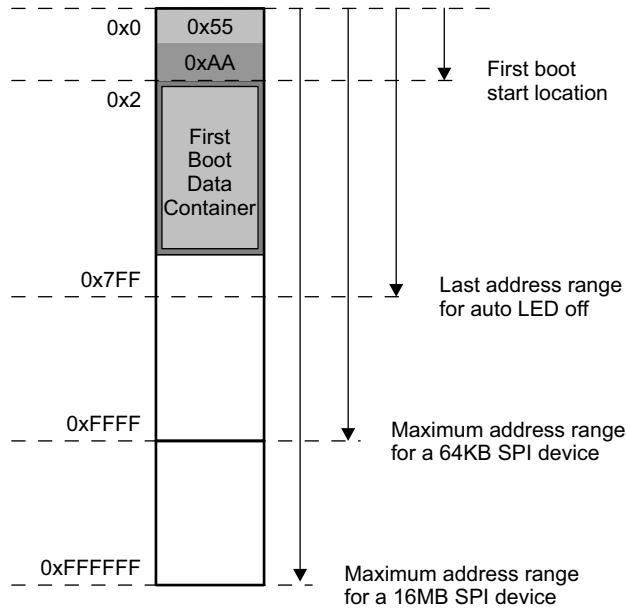 0x0
0x55
0xAA
First boot
start location
0x2
First
Boot
Data
Container
0x7FF
Last address range
for auto LED off
0xFFFF
Maximum address range
for a 64KB SPI device
0xFFFFFF
Maximum address range
for a 16MB SPI device